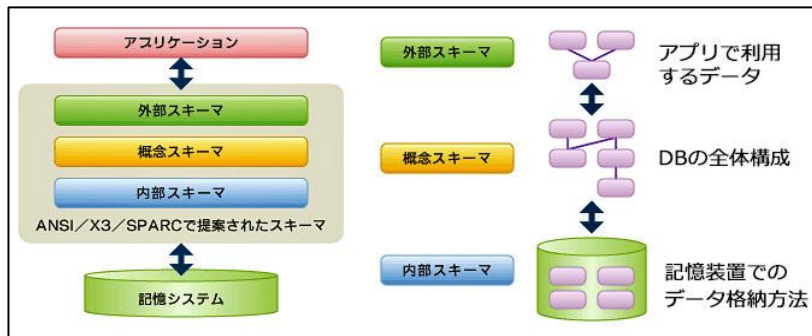 アプリケーション
外部スキーマ
概念スキーマ
内部スキーマ
ANSI／X3／SPARCで提案されたスキーマ
記憶システム
外部スキーマ
アプリで利用
するデータ
概念スキーマ
DBの全体構成
内部スキーマ
記憶装置での
データ格納方法